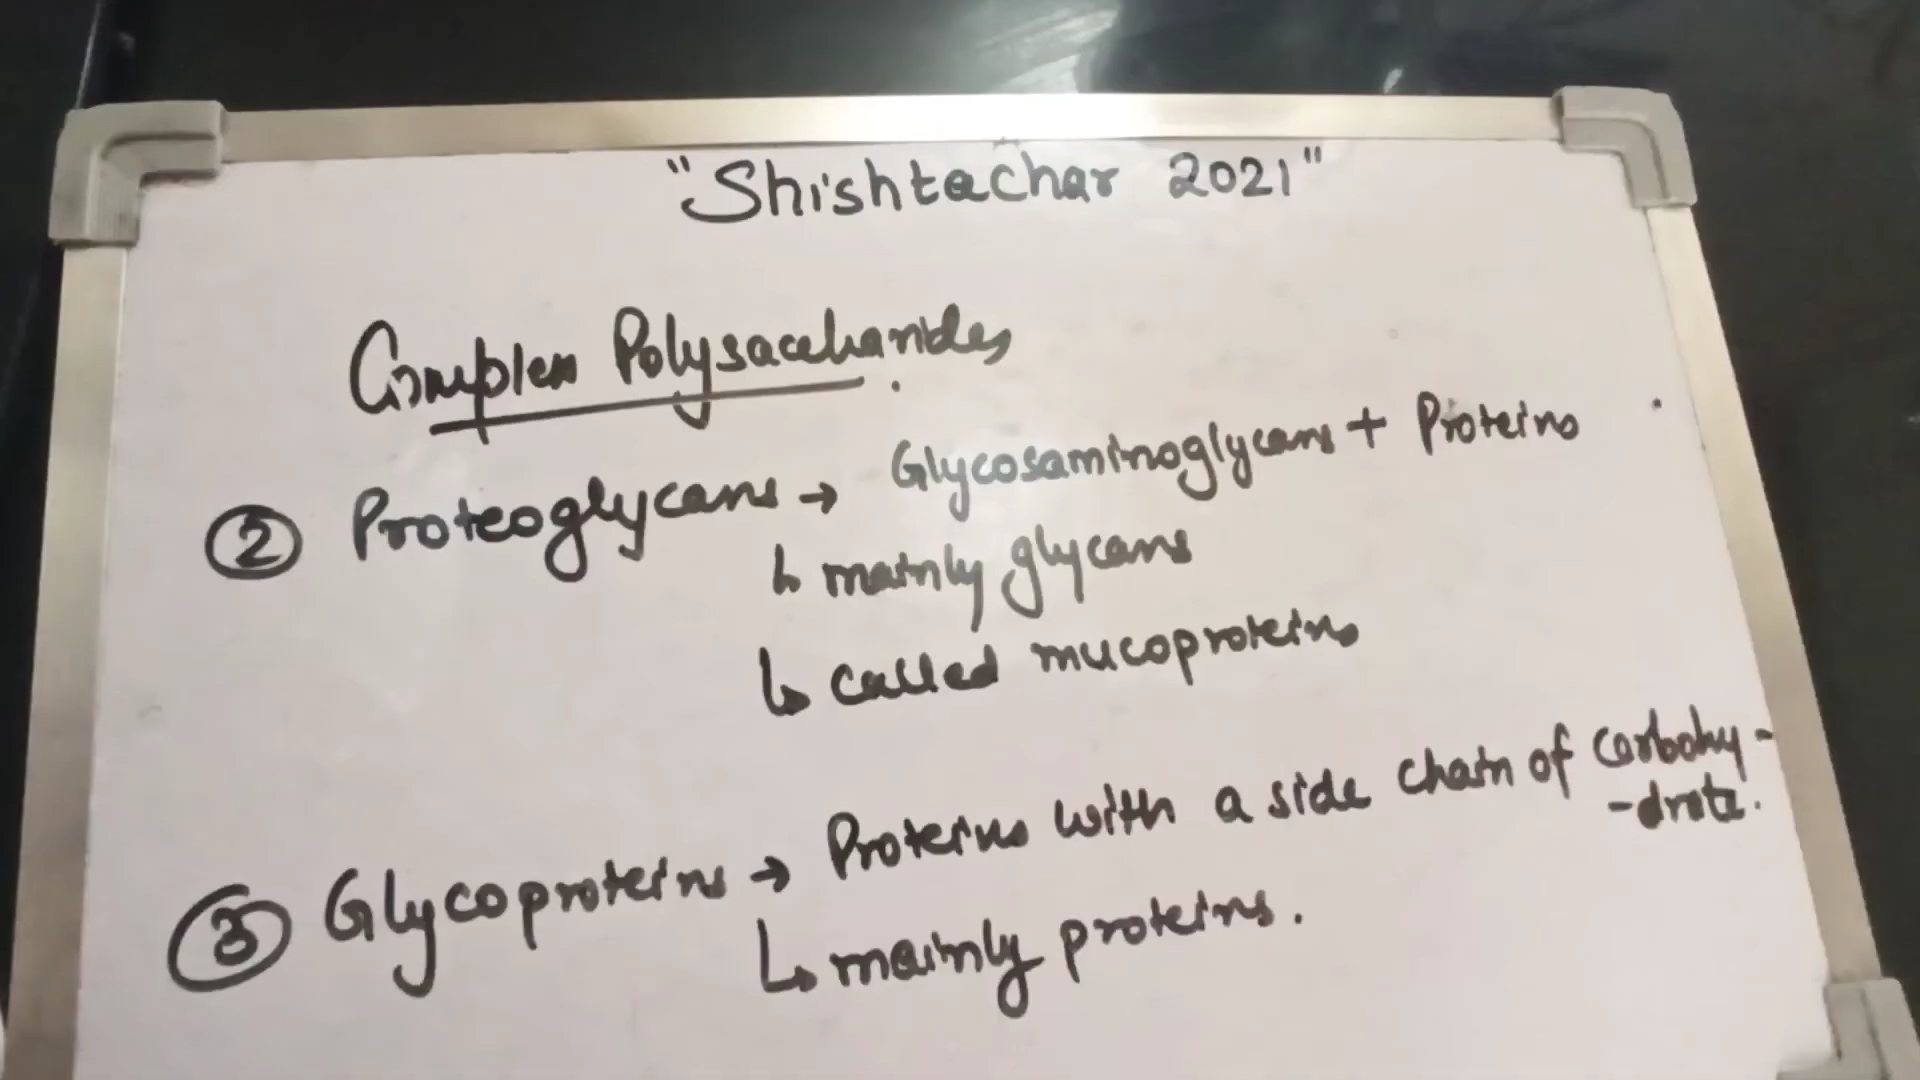 "Shishtachar 2021"
Complex Polysaccharides
② Proteoglycans → Glycosaminoglycans + Proteins
↳ mainly glycans
↳ called mucoproteins
③ Glycoproteins → Proteins with a side chain of carbohy-
-drate.
↳ mainly proteins.